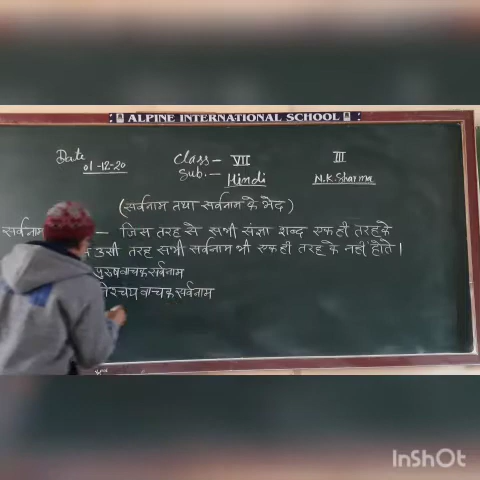 ALPINE INTERNATIONAL SCHOOL
Date 01-12-20 Class - VII III
Sub. - Hindi N.K. Sharma
(सर्वनाम तथा सर्वनाम के भेद)
सर्वनाम - जिस तरह से सभी संज्ञा शब्द एक ही तरह के
उसी तरह सभी सर्वनाम भी एक ही तरह के नहीं होते।
पुरुषवाचक सर्वनाम
वाचक सर्वनाम
InShOt